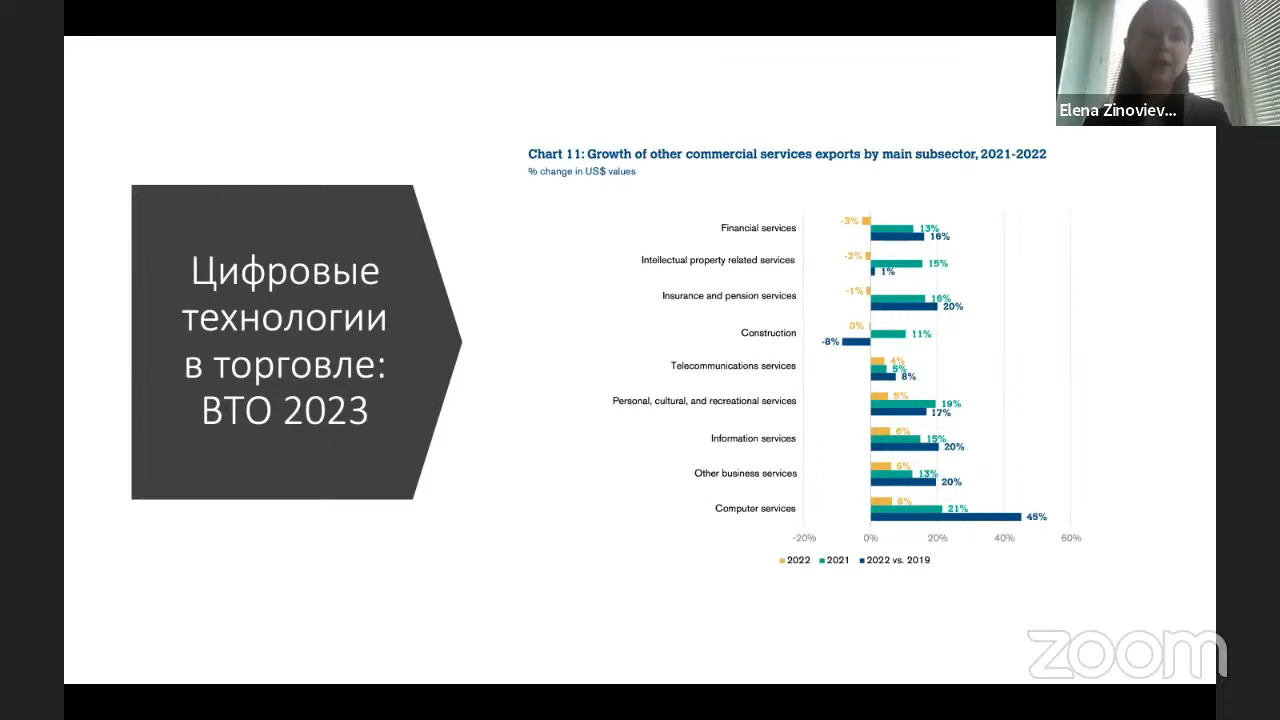 Elena Zinoviev...
Цифровые
технологии
в торговле:
ВТО 2023
Chart 11: Growth of other commercial services exports by main subsector, 2021-2022
% change in US$ values
Financial services
-3%
13%
16%
Intellectual property related services
-2%
15%
1%
Insurance and pension services
-1%
16%
20%
Construction
0%
11%
-8%
Telecommunications services
4%
5%
8%
Personal, cultural, and recreational services
5%
19%
17%
Information services
6%
15%
20%
Other business services
6%
13%
20%
Computer services
6%
21%
45%
-20% 0% 20% 40% 60%
2022 2021 2022 vs. 2019
zoom